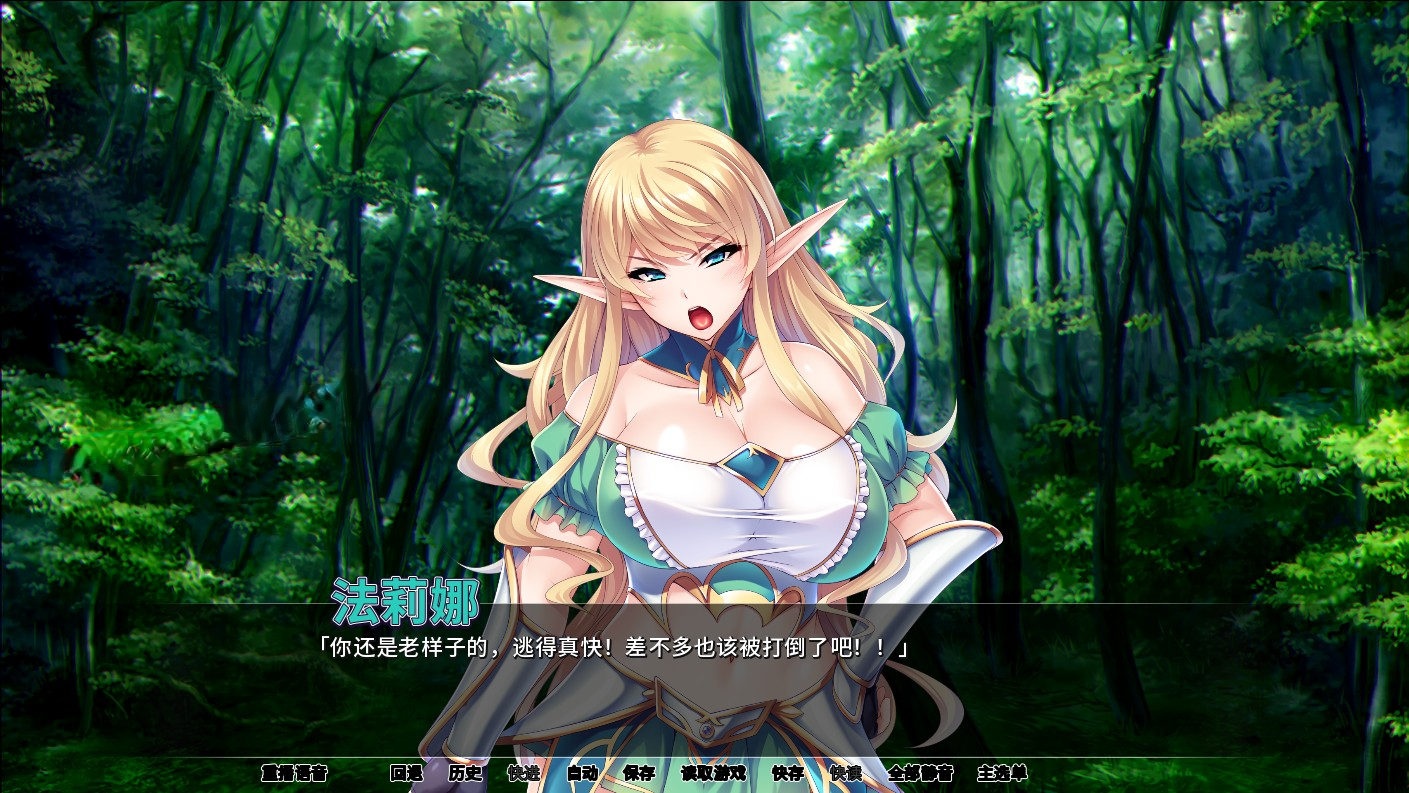 法莉娜
「你还是老样子的，逃得真快！差不多也该被打倒了吧！！」
重播语音 回退 历史 快进 自动 保存 读取游戏 快存 快读 全部静音 主选单